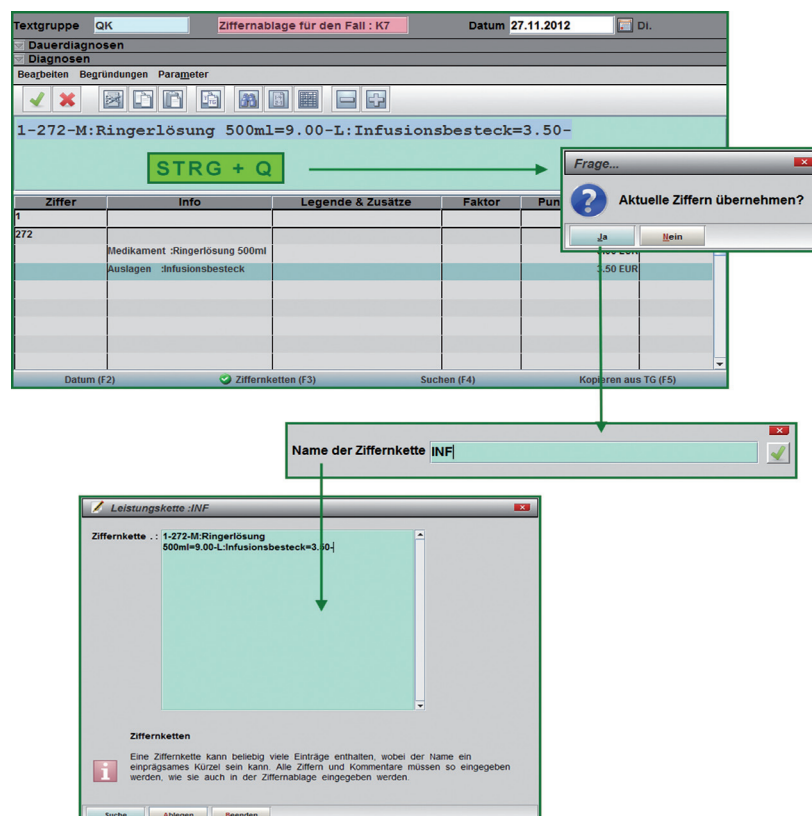 Textgruppe QK Ziffernablage für den Fall : K7 Datum 27.11.2012 Di.
Dauerdiagnosen
Diagnosen
Bearbeiten Begründungen Parameter
1-272-M:Ringerlösung 500ml=9.00-L:Infusionsbesteck=3.50-
STRG + Q
Frage...
Aktuelle Ziffern übernehmen?
Ja Nein
Ziffer Info Legende & Zusätze Faktor
1
272
Medikament :Ringerlösung 500ml
Auslagen :Infusionsbesteck 3.50 EUR
Datum (F2) Ziffernketten (F3) Suchen (F4) Kopieren aus TG (F5)
Name der Ziffernkette INF
Leistungskette :INF
Ziffernkette . : 1-272-M:Ringerlösung
500ml=9.00-L:Infusionsbesteck=3.50-
Ziffernketten
Eine Ziffernkette kann beliebig viele Einträge enthalten, wobei der Name ein
einprägsames Kürzel sein kann. Alle Ziffern und Kommentare müssen so eingegeben
werden, wie sie auch in der Ziffernablage eingegeben werden.
Suche Ablegen Beenden